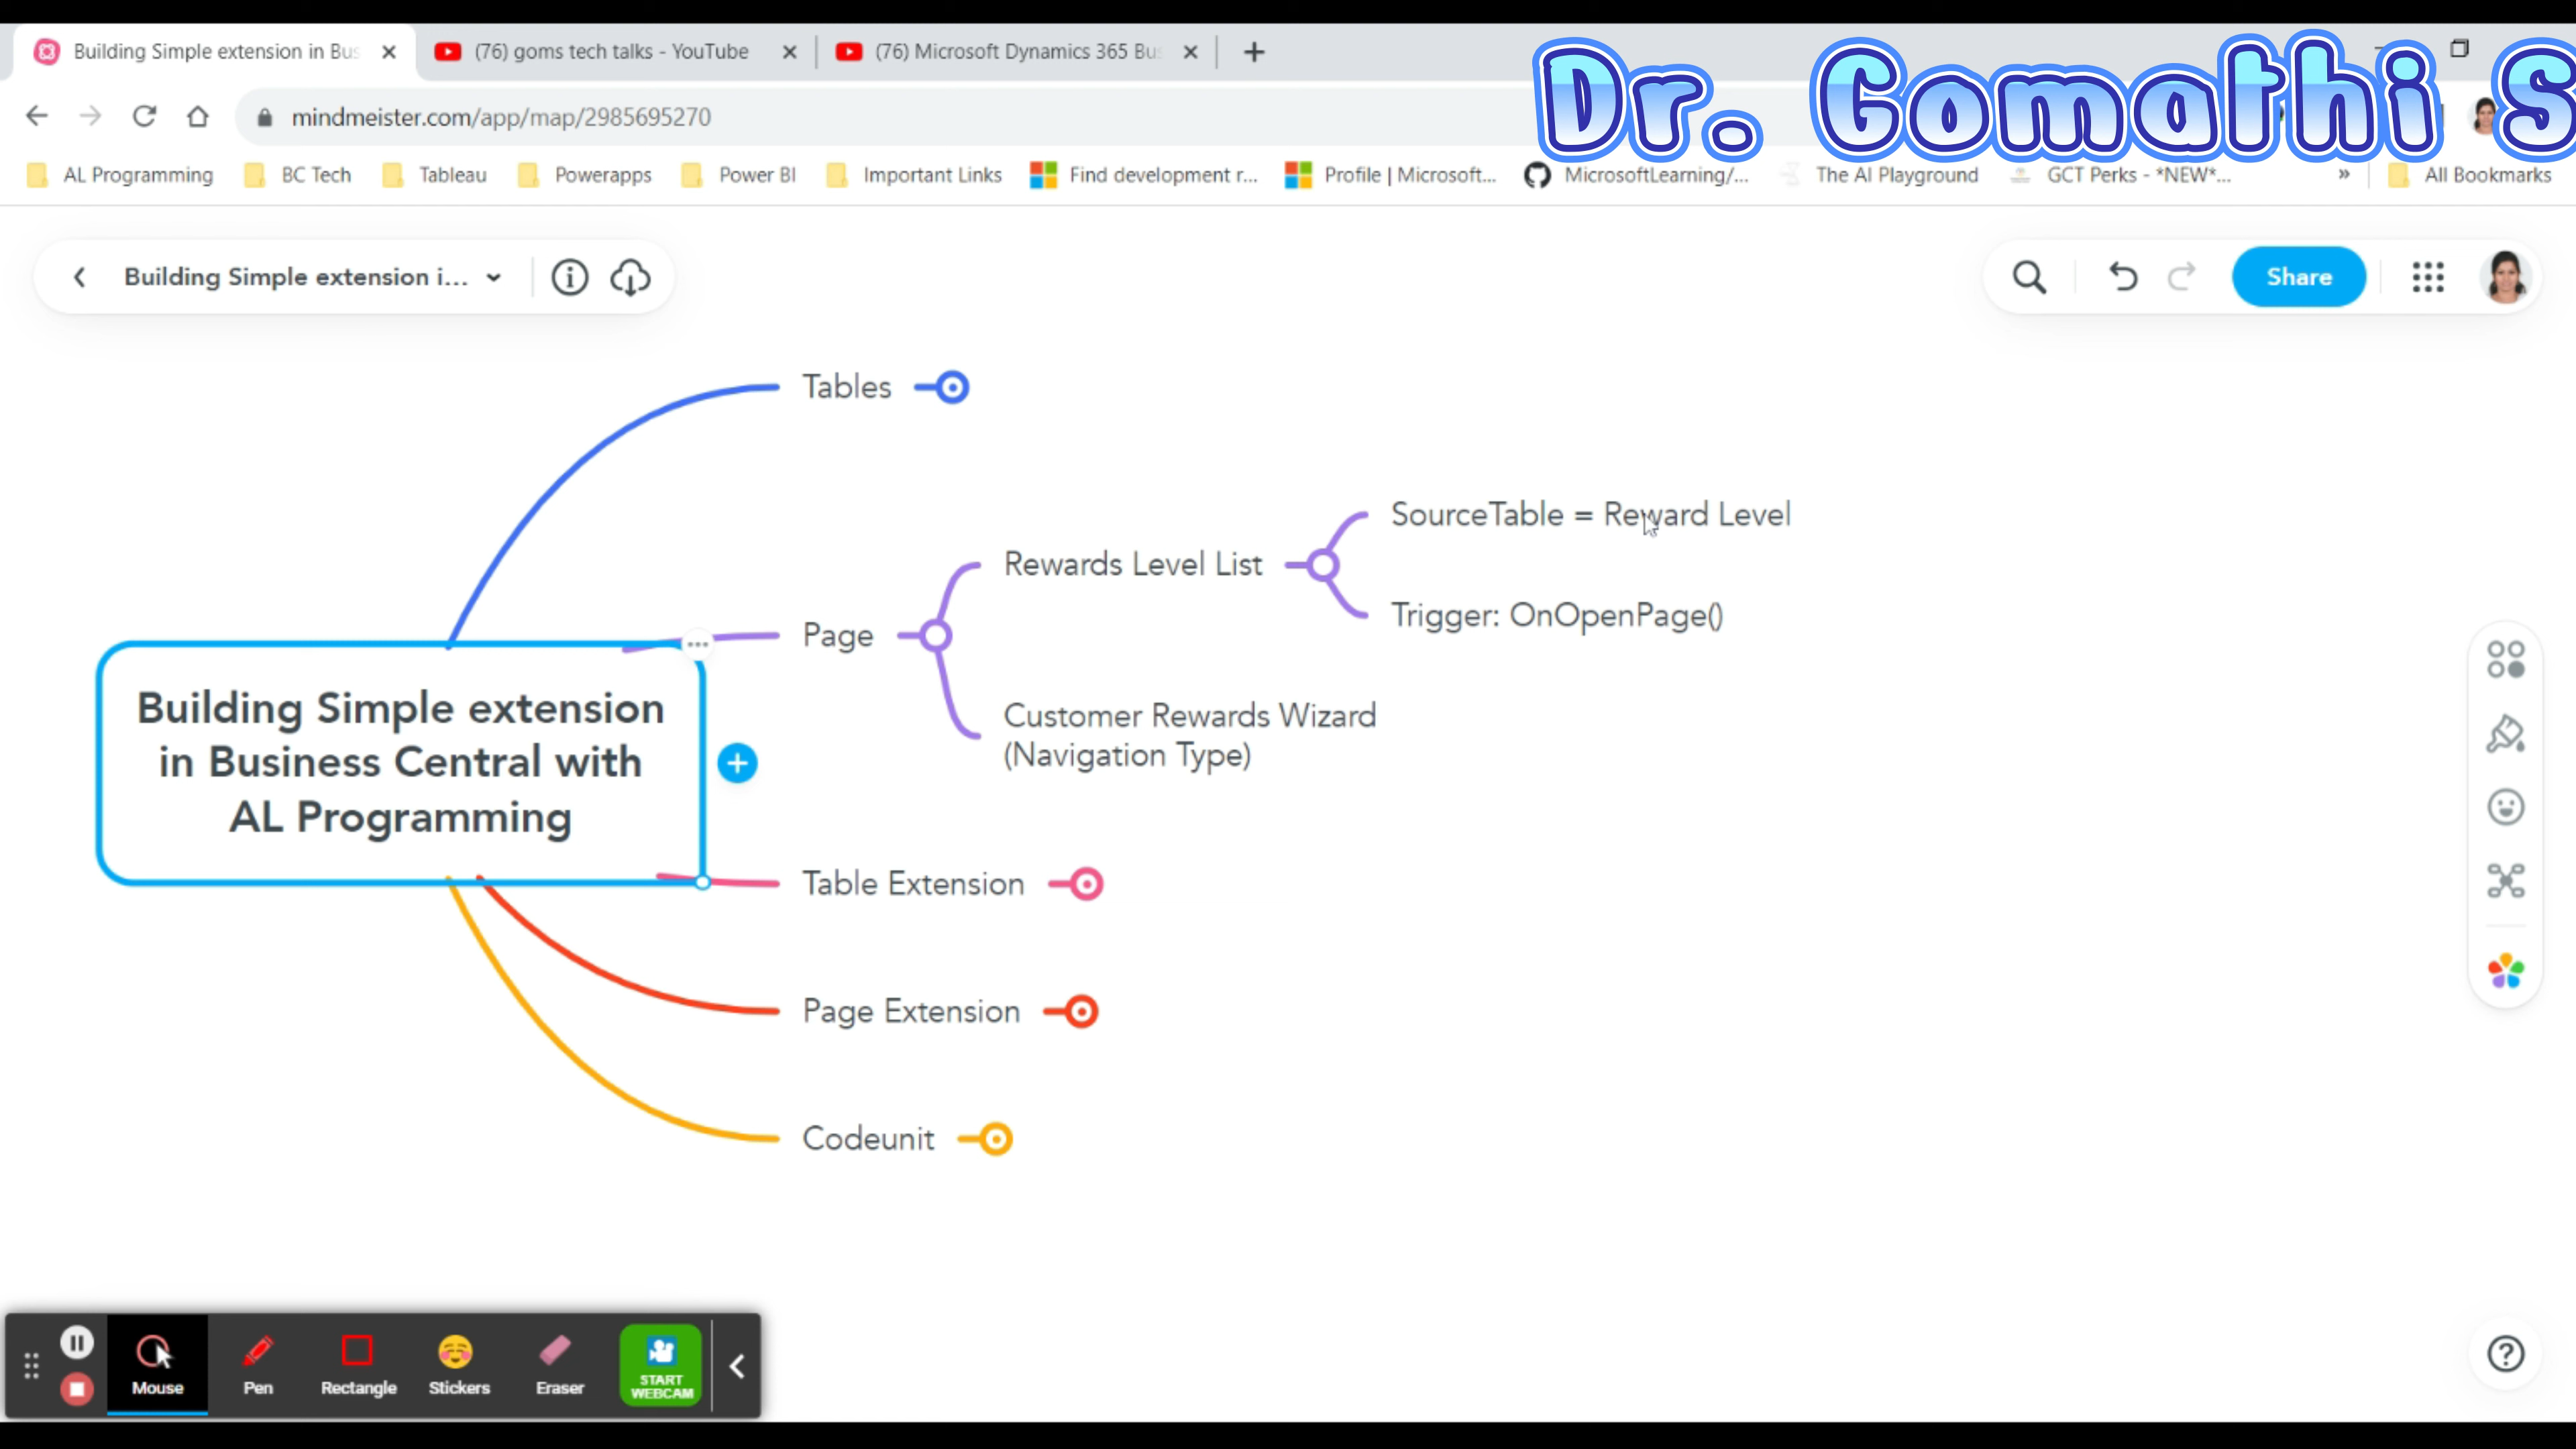 Building Simple extension in Bus
(76) goms tech talks - YouTube
(76) Microsoft Dynamics 365 Bus
Dr. Gomathi S
mindmeister.com/app/map/2985695270
AL Programming
BC Tech
Tableau
Powerapps
Power BI
Important Links
Find development r...
Profile | Microsoft...
MicrosoftLearning/...
The AI Playground
GCT Perks - *NEW*...
»
All Bookmarks
Building Simple extension i...
Share
Tables
SourceTable = Reward Level
Rewards Level List
Trigger: OnOpenPage()
Page
Customer Rewards Wizard
(Navigation Type)
Building Simple extension
in Business Central with
AL Programming
Table Extension
Page Extension
Codeunit
Mouse
Pen
Rectangle
Stickers
Eraser
START
WEBCAM